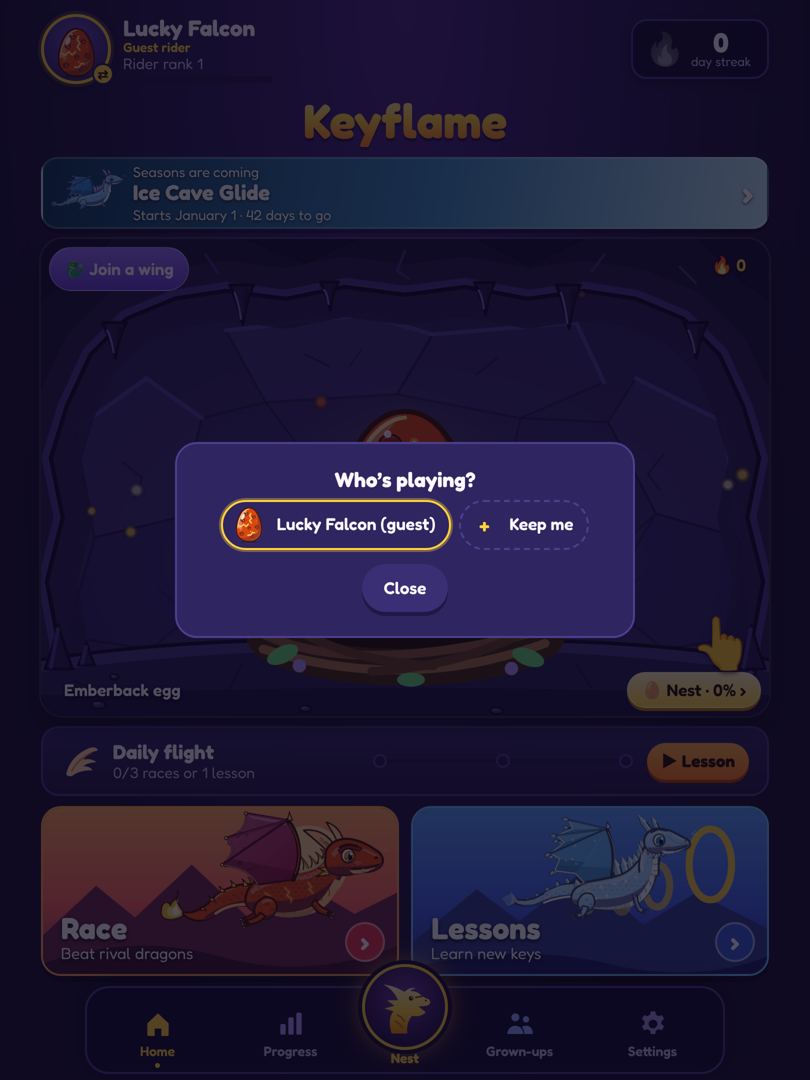 Lucky Falcon
Guest rider
Rider rank 1
0
day streak
Keyflame
Seasons are coming
Ice Cave Glide
Starts January 1 · 42 days to go
Join a wing
0
Who's playing?
Lucky Falcon (guest)
+ Keep me
Close
Emberback egg
Nest · 0% ›
Daily flight
0/3 races or 1 lesson
Lesson
Race
Beat rival dragons
Lessons
Learn new keys
Home
Progress
Nest
Grown-ups
Settings